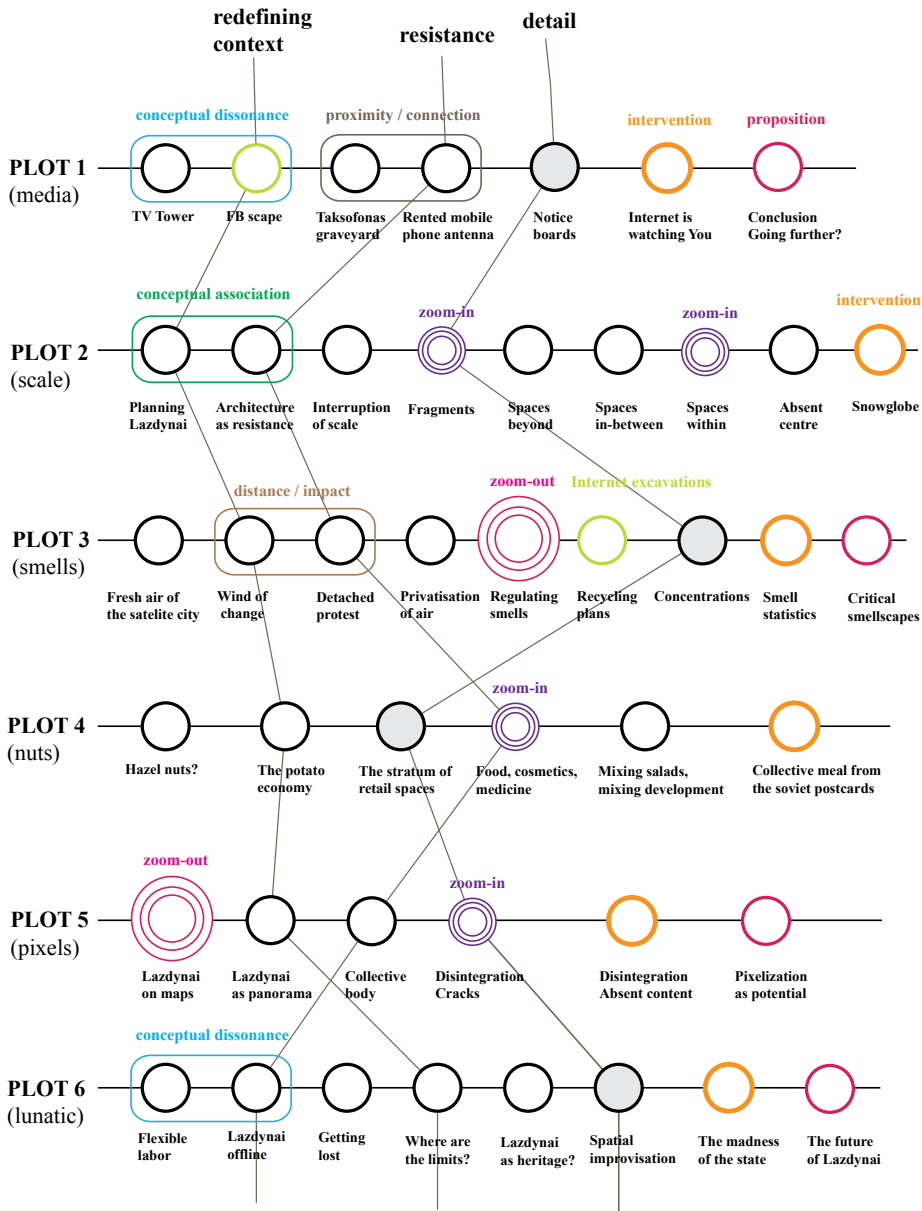 redefining
context
resistance
detail
conceptual dissonance
proximity / connection
intervention
proposition
PLOT 1
(media)
TV Tower
FB scape
Taksofonas
graveyard
Rented mobile
phone antenna
Notice
boards
Internet is
watching You
Conclusion
Going further?
conceptual association
zoom-in
zoom-in
intervention
PLOT 2
(scale)
Planning
Lazdynai
Architecture
as resistance
Interruption
of scale
Fragments
Spaces
beyond
Spaces
in-between
Spaces
within
Absent
centre
Snowglobe
distance / impact
zoom-out
Internet excavations
PLOT 3
(smells)
Fresh air of
the satelite city
Wind of
change
Detached
protest
Privatisation
of air
Regulating
smells
Recycling
plans
Concentrations
Smell
statistics
Critical
smellscapes
zoom-in
PLOT 4
(nuts)
Hazel nuts?
The potato
economy
The stratum of
retail spaces
Food, cosmetics,
medicine
Mixing salads,
mixing development
Collective meal from
the soviet postcards
zoom-out
zoom-in
PLOT 5
(pixels)
Lazdynai
on maps
Lazdynai
as panorama
Collective
body
Disintegration
Cracks
Disintegration
Absent content
Pixelization
as potential
conceptual dissonance
PLOT 6
(lunatic)
Flexible
labor
Lazdynai
offline
Getting
lost
Where are
the limits?
Lazdynai
as heritage?
Spatial
improvisation
The madness
of the state
The future
of Lazdynai